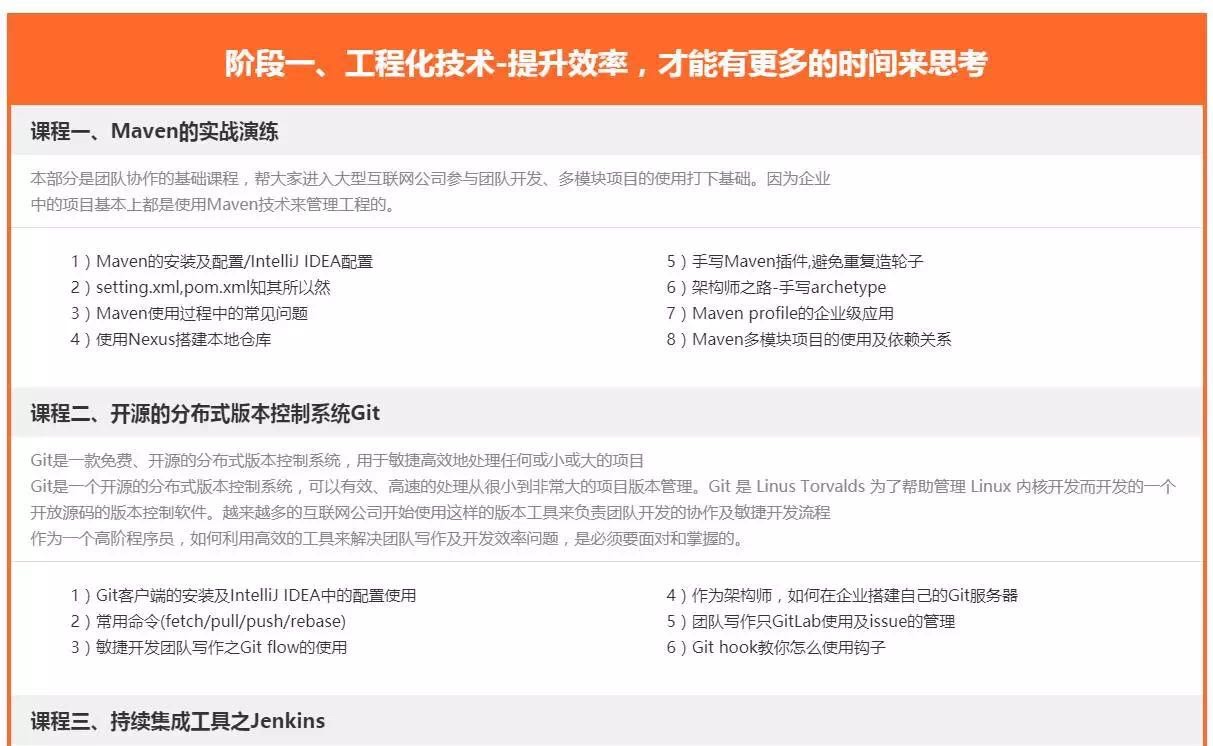 阶段一、工程化技术-提升效率，才能有更多的时间来思考
课程一、Maven的实战演练
本部分是团队协作的基础课程，帮大家进入大型互联网公司参与团队开发、多模块项目的使用打下基础。因为企业
中的项目基本上都是使用Maven技术来管理工程的。
1）Maven的安装及配置/IntelliJ IDEA配置
2）setting.xml,pom.xml知其所以然
3）Maven使用过程中的常见问题
4）使用Nexus搭建本地仓库
5）手写Maven插件,避免重复造轮子
6）架构师之路-手写archetype
7）Maven profile的企业级应用
8）Maven多模块项目的使用及依赖关系
课程二、开源的分布式版本控制系统Git
Git是一款免费、开源的分布式版本控制系统，用于敏捷高效地处理任何或小或大的项目
Git是一个开源的分布式版本控制系统，可以有效、高速的处理从很小到非常大的项目版本管理。Git 是 Linus Torvalds 为了帮助管理 Linux 内核开发而开发的一个
开放源码的版本控制软件。越来越多的互联网公司开始使用这样的版本工具来负责团队开发的协作及敏捷开发流程
作为一个高阶程序员，如何利用高效的工具来解决团队写作及开发效率问题，是必须要面对和掌握的。
1）Git客户端的安装及IntelliJ IDEA中的配置使用
2）常用命令(fetch/pull/push/rebase)
3）敏捷开发团队写作之Git flow的使用
4）作为架构师，如何在企业搭建自己的Git服务器
5）团队写作只GitLab使用及issue的管理
6）Git hook教你怎么使用钩子
课程三、持续集成工具之Jenkins